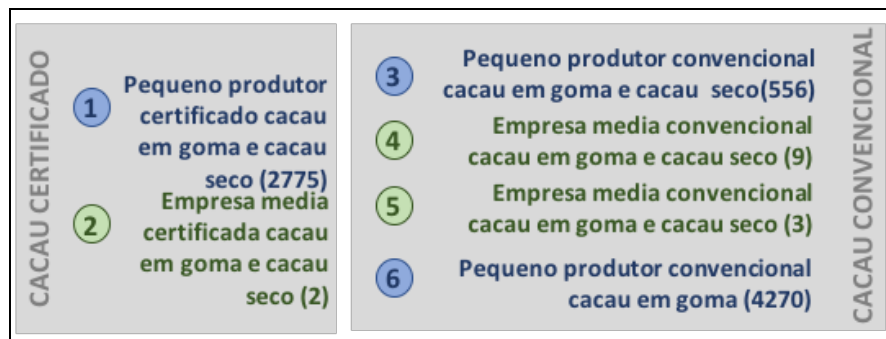 CACAU CERTIFICADO
1
Pequeno produtor
certificado cacau
em goma e cacau
seco (2775)
2
Empresa media
certificada cacau
em goma e cacau
seco (2)
3
Pequeno produtor convencional
cacau em goma e cacau seco(556)
4
Empresa media convencional
cacau em goma e cacau seco (9)
5
Empresa media convencional
cacau em goma e cacau seco (3)
6
Pequeno produtor convencional
cacau em goma (4270)
CACAU CONVENCIONAL